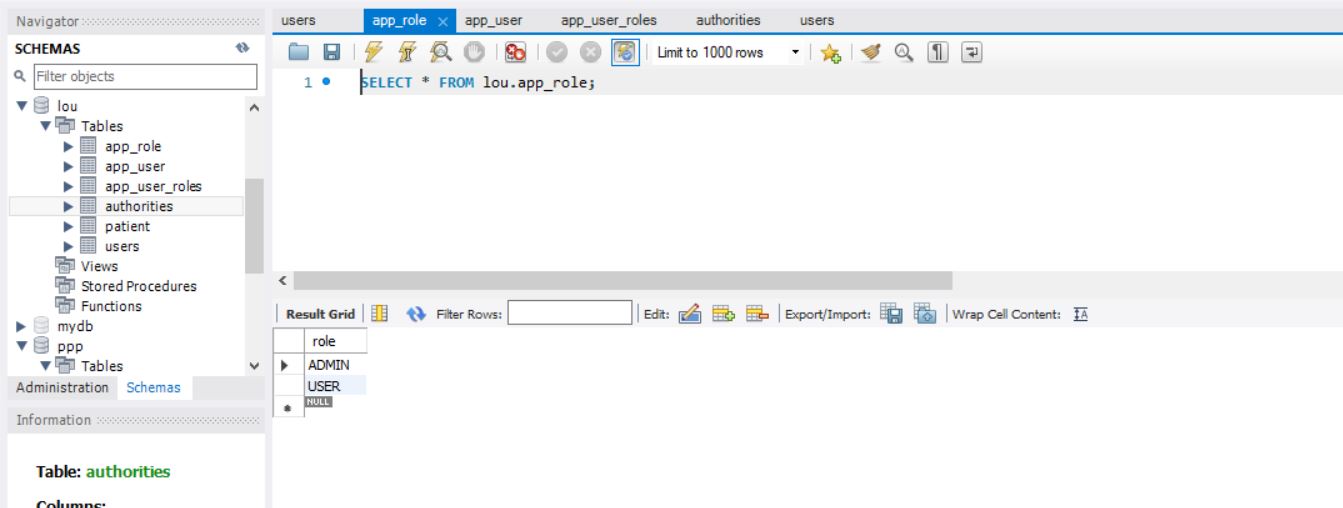 Navigator
SCHEMAS
Filter objects
lou
Tables
app_role
app_user
app_user_roles
authorities
patient
users
Views
Stored Procedures
Functions
mydb
ppp
Tables
Administration Schemas
Information
Table: authorities
Columns:
users app_role app_user app_user_roles authorities users
Limit to 1000 rows
1 SELECT * FROM lou.app_role;
Result Grid Filter Rows: Edit: Export/Import: Wrap Cell Content: IA
role
ADMIN
USER
NULL